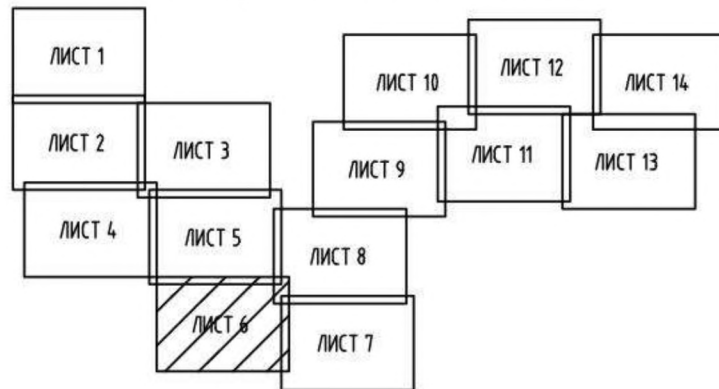 ЛИСТ 1
ЛИСТ 2
ЛИСТ 3
ЛИСТ 4
ЛИСТ 5
ЛИСТ 6
ЛИСТ 7
ЛИСТ 8
ЛИСТ 9
ЛИСТ 10
ЛИСТ 11
ЛИСТ 12
ЛИСТ 13
ЛИСТ 14